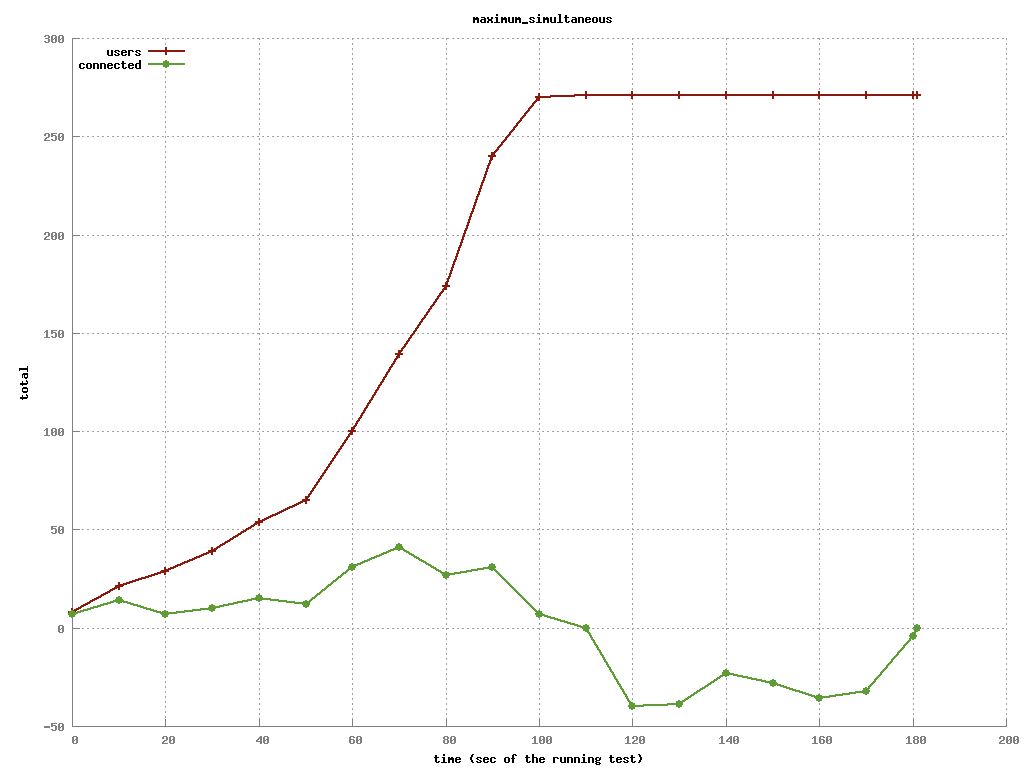 maximum_simultaneous
users
connected
300
250
200
150
100
50
0
-50
total
0 20 40 60 80 100 120 140 160 180 200
time (sec of the running test)